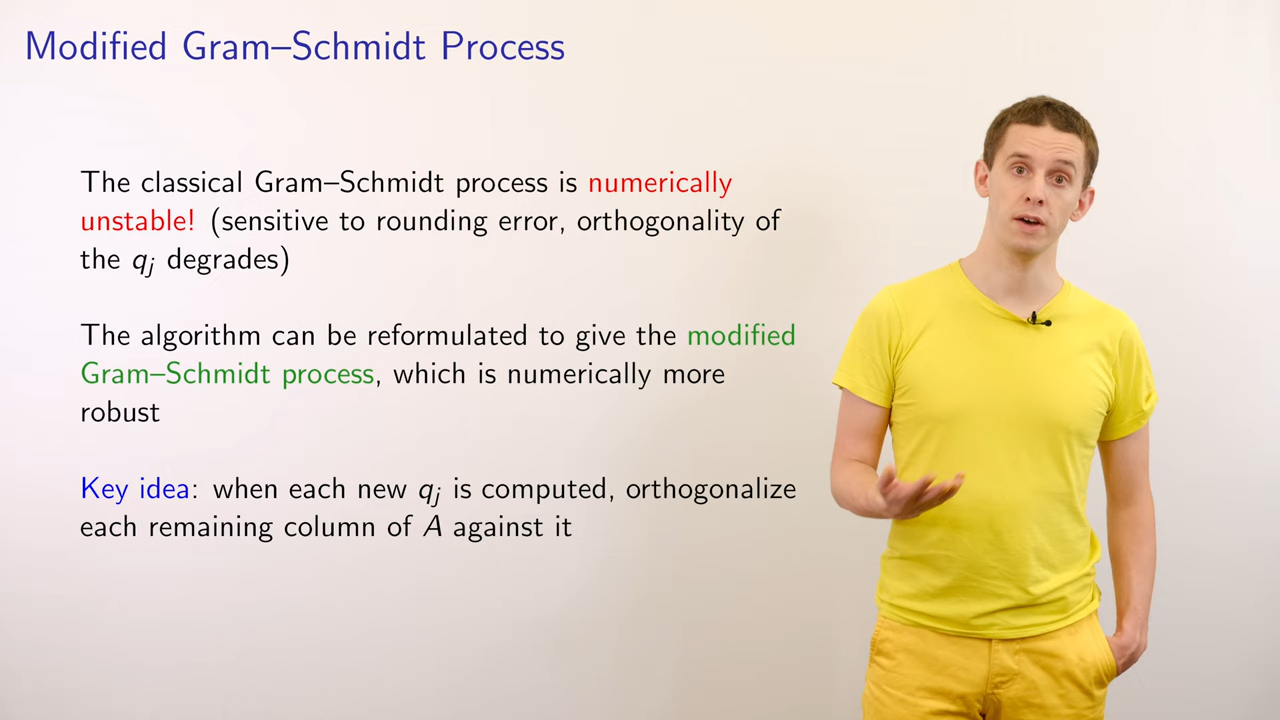 Modified Gram–Schmidt Process
The classical Gram–Schmidt process is numerically
unstable! (sensitive to rounding error, orthogonality of
the qj degrades)
The algorithm can be reformulated to give the modified
Gram–Schmidt process, which is numerically more
robust
Key idea: when each new qj is computed, orthogonalize
each remaining column of A against it